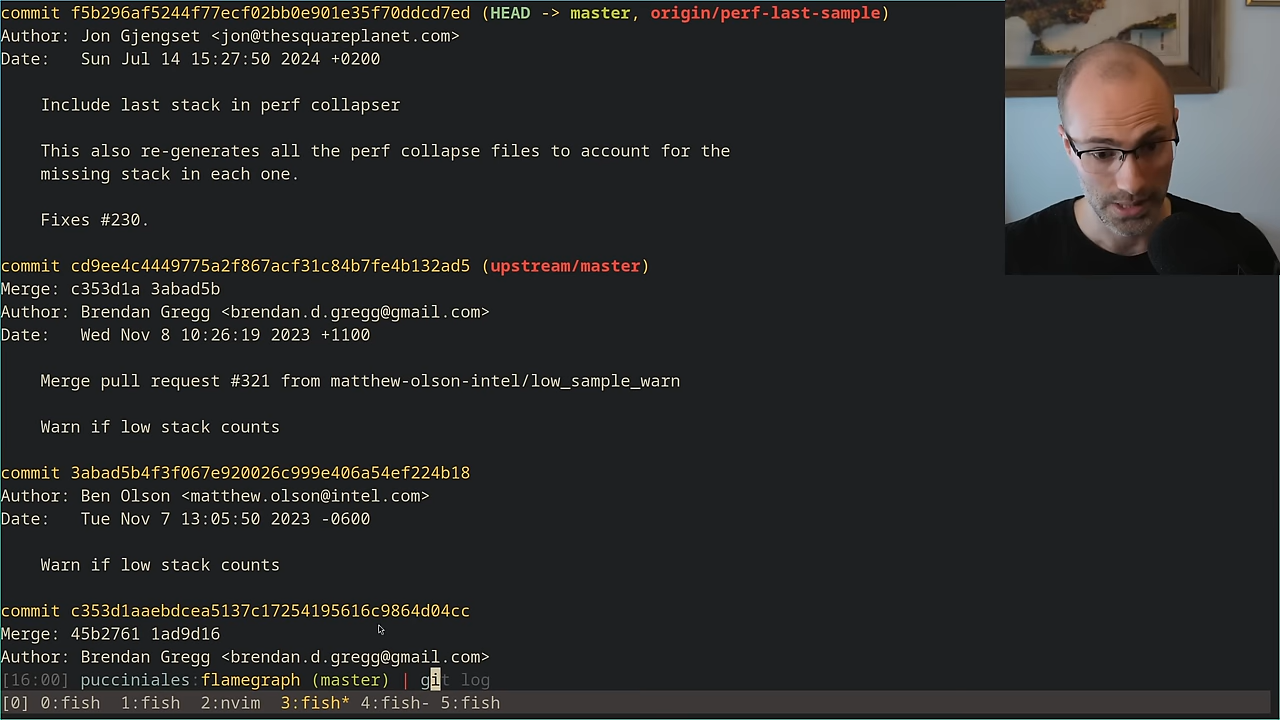 commit f5b296af5244f77ecf02bb0e901e35f70ddcd7ed (HEAD -> master, origin/perf-last-sample)
Author: Jon Gjengset <jon@thesquareplanet.com>
Date:   Sun Jul 14 15:27:50 2024 +0200
    Include last stack in perf collapser
    This also re-generates all the perf collapse files to account for the
    missing stack in each one.
    Fixes #230.
commit cd9ee4c4449775a2f867acf31c84b7fe4b132ad5 (upstream/master)
Merge: c353d1a 3abad5b
Author: Brendan Gregg <brendan.d.gregg@gmail.com>
Date:   Wed Nov 8 10:26:19 2023 +1100
    Merge pull request #321 from matthew-olson-intel/low_sample_warn
    Warn if low stack counts
commit 3abad5b4f3f067e920026c999e406a54ef224b18
Author: Ben Olson <matthew.olson@intel.com>
Date:   Tue Nov 7 13:05:50 2023 -0600
    Warn if low stack counts
commit c353d1aaebdcea5137c17254195616c9864d04cc
Merge: 45b2761 1ad9d16
Author: Brendan Gregg <brendan.d.gregg@gmail.com>
[16:00] pucciniales:flamegraph (master) | git log
[0] 0:fish  1:fish  2:nvim  3:fish* 4:fish- 5:fish